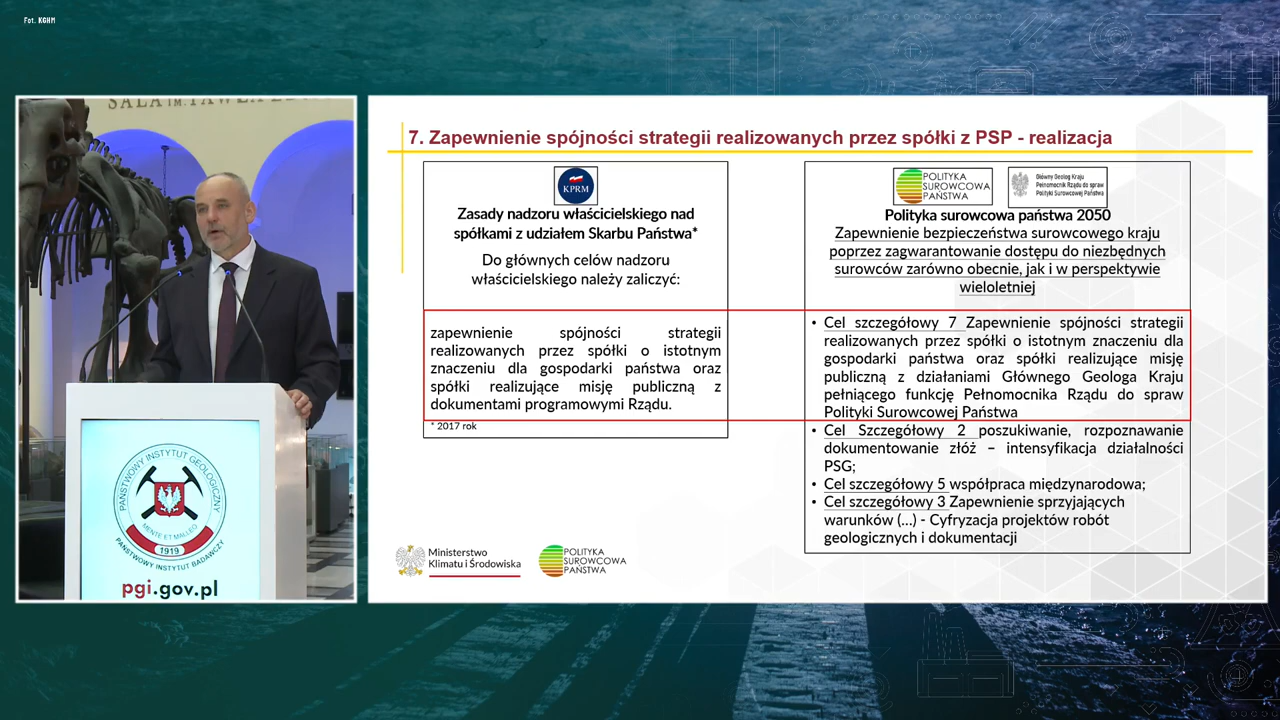 Fot. KGHM
SALA IM. PAWŁA
PAŃSTWOWY INSTYTUT GEOLOGICZNY
MENTE ET MALLEO
1919
PAŃSTWOWY INSTYTUT BADAWCZY
pgi.gov.pl
7. Zapewnienie spójności strategii realizowanych przez spółki z PSP - realizacja
KPRM
Zasady nadzoru właścicielskiego nad
spółkami z udziałem Skarbu Państwa*
Do głównych celów nadzoru
właścicielskiego należy zaliczyć:
zapewnienie spójności strategii
realizowanych przez spółki o istotnym
znaczeniu dla gospodarki państwa oraz
spółki realizujące misję publiczną z
dokumentami programowymi Rządu.
* 2017 rok
POLITYKA
SUROWCOWA
PAŃSTWA
Główny Geolog Kraju
Pełnomocnik Rządu do spraw
Polityki Surowcowej Państwa
Polityka surowcowa państwa 2050
Zapewnienie bezpieczeństwa surowcowego kraju
poprzez zagwarantowanie dostępu do niezbędnych
surowców zarówno obecnie, jak i w perspektywie
wieloletniej
• Cel szczegółowy 7 Zapewnienie spójności strategii
realizowanych przez spółki o istotnym znaczeniu dla
gospodarki państwa oraz spółki realizujące misję
publiczną z działaniami Głównego Geologa Kraju
pełniącego funkcję Pełnomocnika Rządu do spraw
Polityki Surowcowej Państwa
• Cel Szczegółowy 2 poszukiwanie, rozpoznawanie
dokumentowanie złóż – intensyfikacja działalności
PSG;
• Cel szczegółowy 5 współpraca międzynarodowa;
• Cel szczegółowy 3 Zapewnienie sprzyjających
warunków (...) - Cyfryzacja projektów robót
geologicznych i dokumentacji
Ministerstwo
Klimatu i Środowiska
POLITYKA
SUROWCOWA
PAŃSTWA